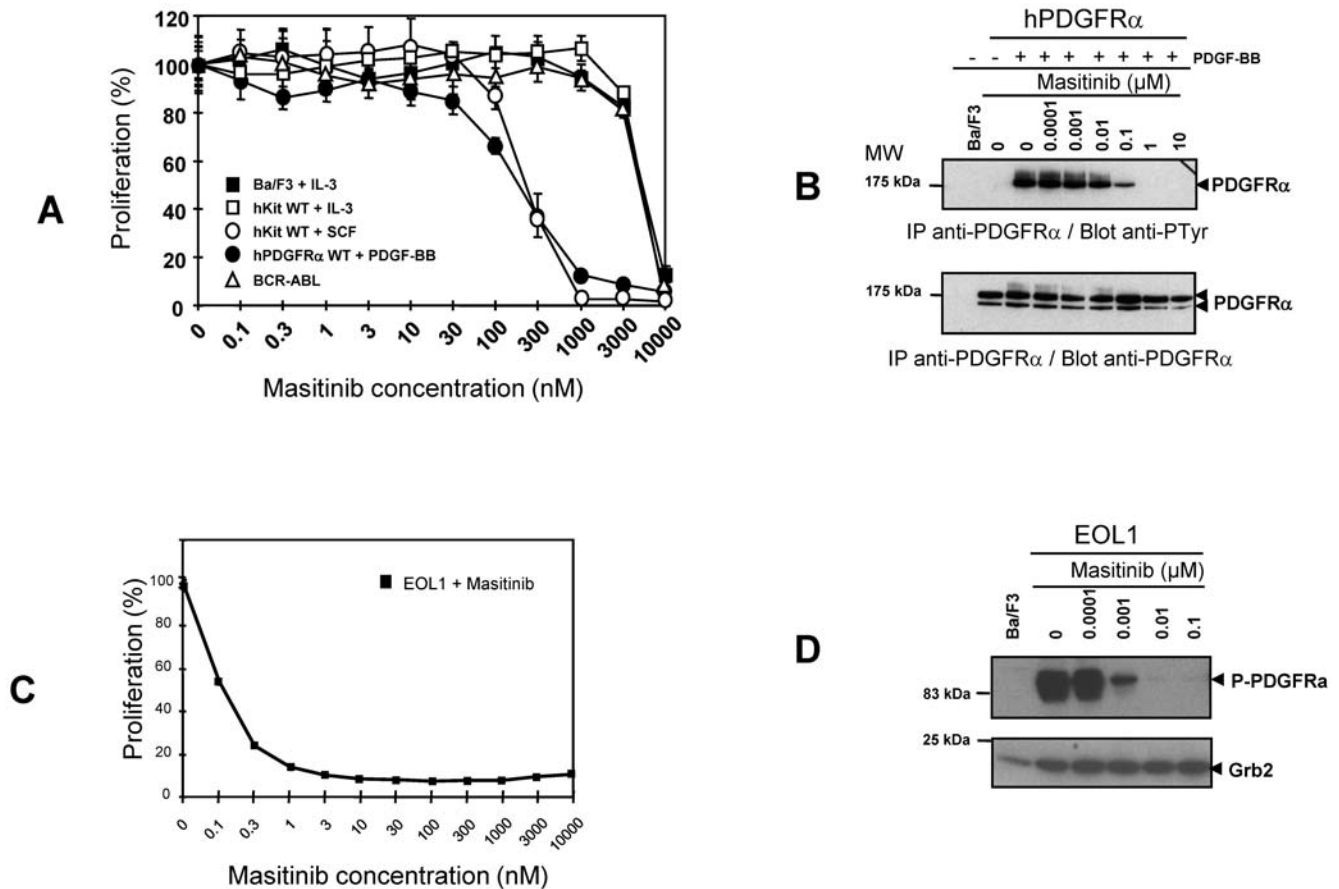 A
Proliferation (%)
120
100
80
60
40
20
0
■ Ba/F3 + IL-3
□ hKit WT + IL-3
○ hKit WT + SCF
● hPDGFRα WT + PDGF-BB
△ BCR-ABL
0 0.1 0.3 1 3 10 30 100 300 1000 3000 10000
Masitinib concentration (nM)
B
hPDGFRα
- - + + + + + + + PDGF-BB
Masitinib (µM)
Ba/F3 0 0 0.0001 0.001 0.01 0.1 1 10
MW
175 kDa
PDGFRα
IP anti-PDGFRα / Blot anti-PTyr
175 kDa
PDGFRα
IP anti-PDGFRα / Blot anti-PDGFRα
C
Proliferation (%)
100
80
60
40
20
0
■ EOL1 + Masitinib
0 0.1 0.3 1 3 10 30 100 300 1000 3000 10000
Masitinib concentration (nM)
D
EOL1
Masitinib (µM)
Ba/F3 0 0.0001 0.001 0.01 0.1
83 kDa
P-PDGFRa
25 kDa
Grb2